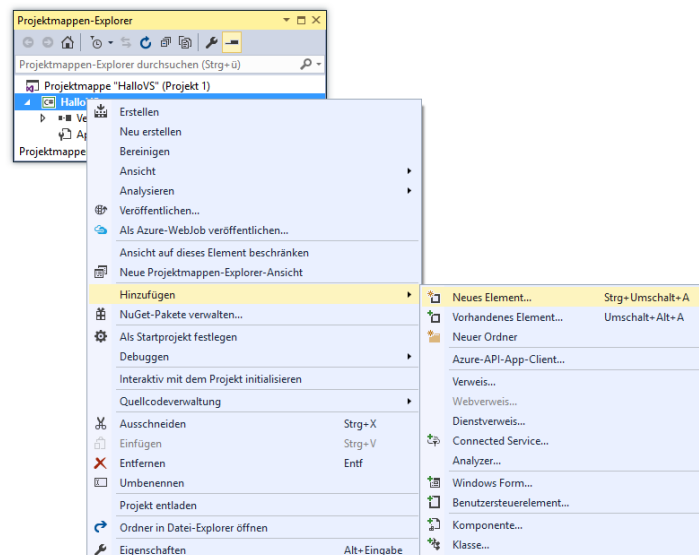 Projektmappen-Explorer
Projektmappen-Explorer durchsuchen (Strg+ü)
Projektmappe "HalloVS" (Projekt 1)
C#
Erstellen
Neu erstellen
Bereinigen
Ansicht
Analysieren
Veröffentlichen...
Als Azure-WebJob veröffentlichen...
Ansicht auf dieses Element beschränken
Neue Projektmappen-Explorer-Ansicht
Hinzufügen
NuGet-Pakete verwalten...
Als Startprojekt festlegen
Debuggen
Interaktiv mit dem Projekt initialisieren
Quellcodeverwaltung
Ausschneiden Strg+X
Einfügen Strg+V
Entfernen Entf
Umbenennen
Projekt entladen
Ordner in Datei-Explorer öffnen
Eigenschaften Alt+Eingabe
Neues Element... Strg+Umschalt+A
Vorhandenes Element... Umschalt+Alt+A
Neuer Ordner
Azure-API-App-Client...
Verweis...
Webverweis...
Dienstverweis...
Connected Service...
Analyzer...
Windows Form...
Benutzersteuerelement...
Komponente...
Klasse...